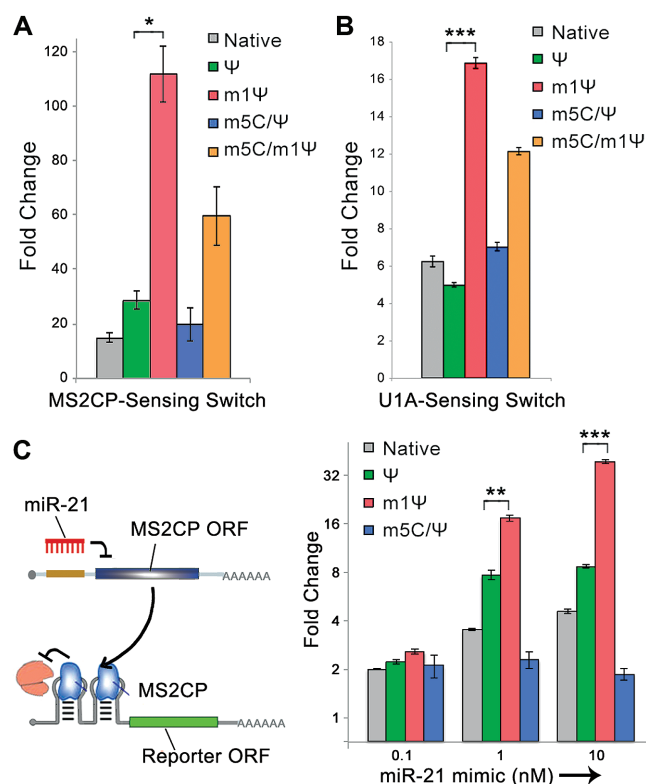 A
*
Native
Ψ
m1Ψ
m5C/Ψ
m5C/m1Ψ
Fold Change
120
100
80
60
40
20
0
MS2CP-Sensing Switch
B
***
Native
Ψ
m1Ψ
m5C/Ψ
m5C/m1Ψ
Fold Change
18
16
14
12
10
8
6
4
2
0
U1A-Sensing Switch
C
miR-21
MS2CP ORF
AAAAAA
MS2CP
AAAAAA
Reporter ORF
Native
Ψ
m1Ψ
m5C/Ψ
**
***
Fold Change
32
16
8
4
2
1
0.1
1
10
miR-21 mimic (nM)